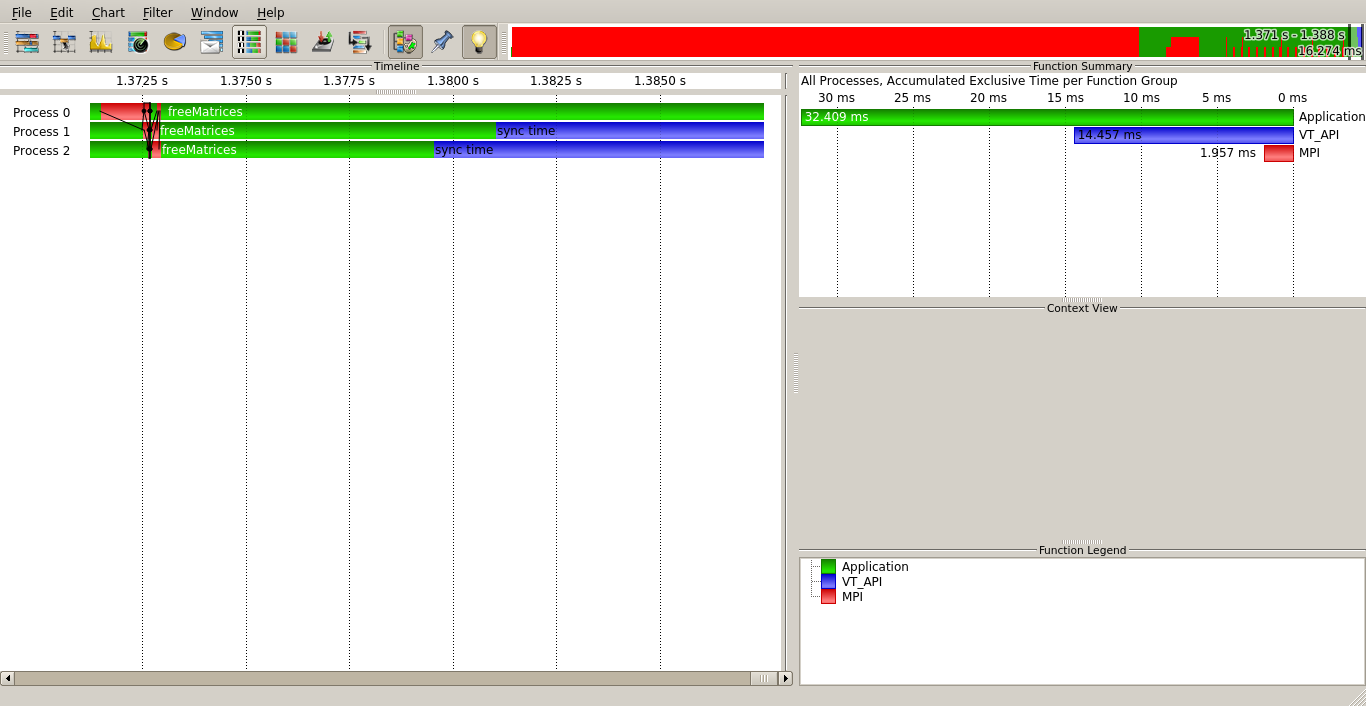 File Edit Chart Filter Window Help
1.371 s - 1.388 s
16.274 ms
Timeline
1.3725 s 1.3750 s 1.3775 s 1.3800 s 1.3825 s 1.3850 s
Process 0 freeMatrices
Process 1 freeMatrices sync time
Process 2 freeMatrices sync time
Function Summary
All Processes, Accumulated Exclusive Time per Function Group
30 ms 25 ms 20 ms 15 ms 10 ms 5 ms 0 ms
32.409 ms Application
14.457 ms VT_API
1.957 ms MPI
Context View
Function Legend
Application
VT_API
MPI